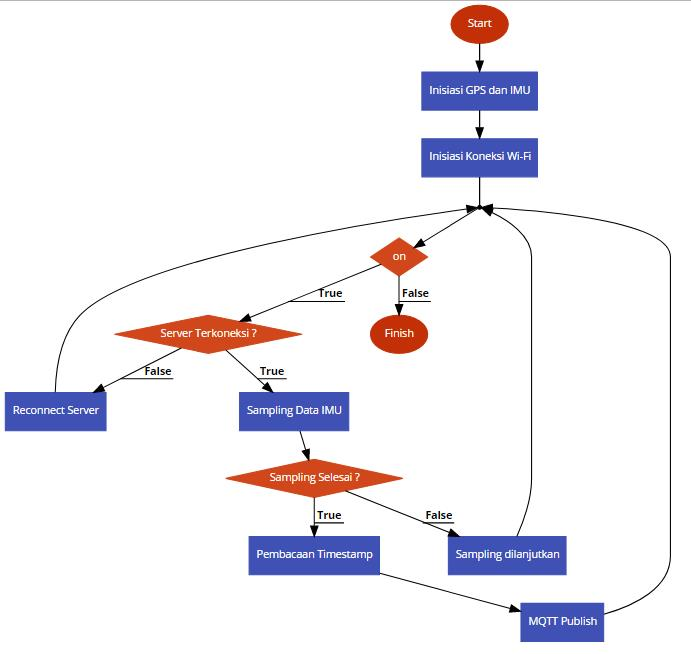 Start
Inisiasi GPS dan IMU
Inisiasi Koneksi Wi-Fi
on
True
False
Server Terkoneksi ?
Finish
False
True
Reconnect Server
Sampling Data IMU
Sampling Selesai ?
True
False
Pembacaan Timestamp
Sampling dilanjutkan
MQTT Publish